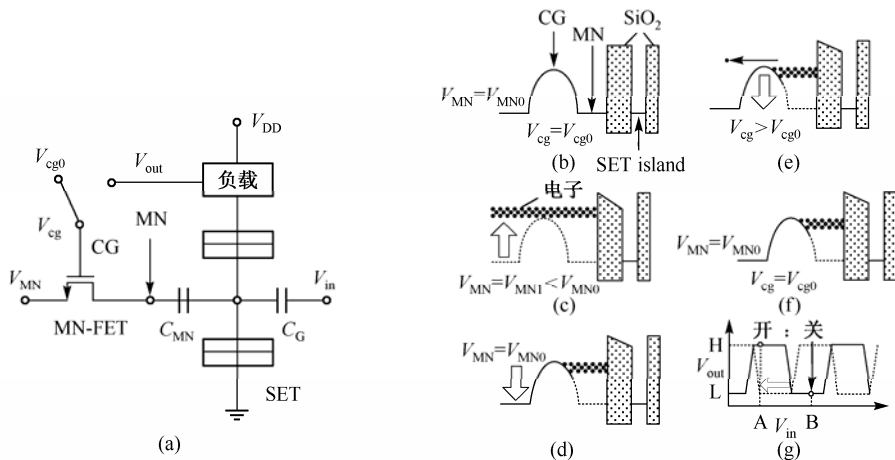 V_DD
V_cg0
V_out
负载
V_cg
CG
MN
V_MN
V_in
MN-FET
C_MN
C_G
SET
(a)
CG
MN
SiO₂
V_MN=V_MN0
V_cg=V_cg0
SET island
(b)
V_cg>V_cg0
(e)
电子
V_MN=V_MN1<V_MN0
(c)
V_MN=V_MN0
V_cg=V_cg0
(f)
V_MN=V_MN0
(d)
开：关
H
V_out
L
A
V_in
B
(g)